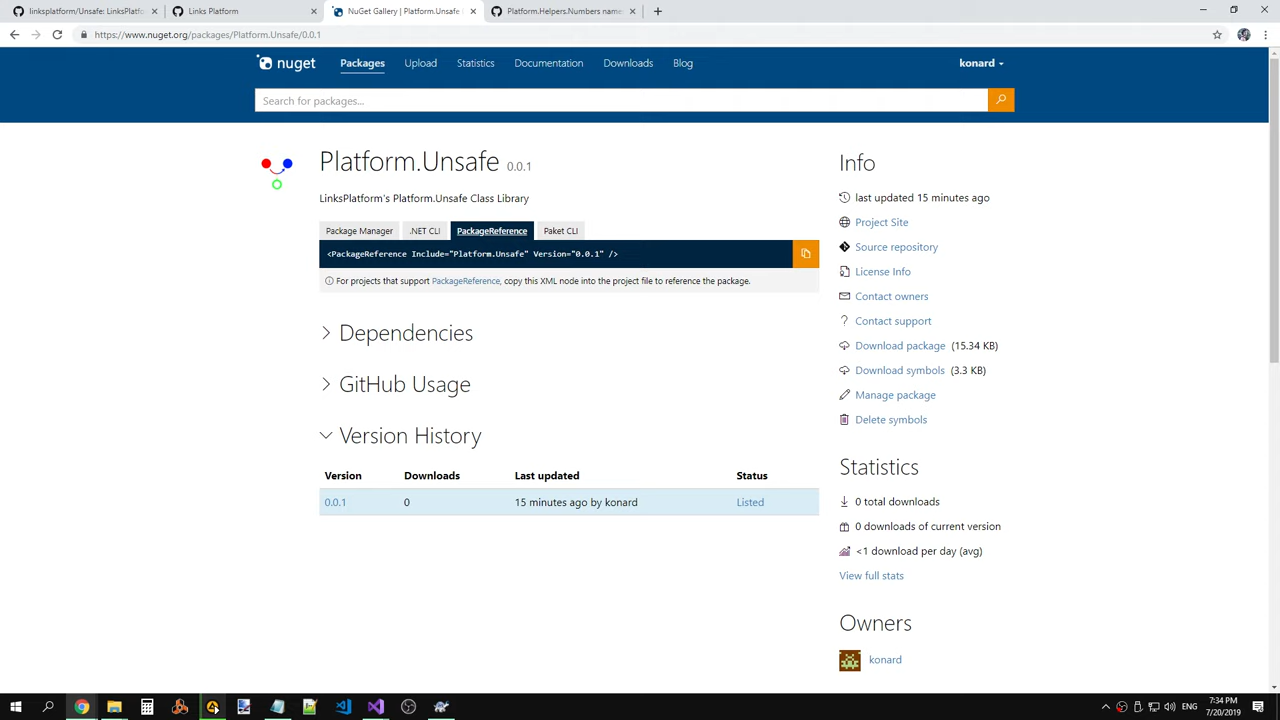 linksplatform/Unsafe: LinksPlatf
Links Platform
NuGet Gallery | Platform.Unsafe
Platform.Helpers.Numbers name
https://www.nuget.org/packages/Platform.Unsafe/0.0.1
nuget
Packages
Upload
Statistics
Documentation
Downloads
Blog
konard
Search for packages...
Platform.Unsafe 0.0.1
LinksPlatform's Platform.Unsafe Class Library
Package Manager
.NET CLI
PackageReference
Paket CLI
<PackageReference Include="Platform.Unsafe" Version="0.0.1" />
For projects that support PackageReference, copy this XML node into the project file to reference the package.
Dependencies
GitHub Usage
Version History
Version Downloads Last updated Status
0.0.1 0 15 minutes ago by konard Listed
Info
last updated 15 minutes ago
Project Site
Source repository
License Info
Contact owners
Contact support
Download package (15.34 KB)
Download symbols (3.3 KB)
Manage package
Delete symbols
Statistics
0 total downloads
0 downloads of current version
<1 download per day (avg)
View full stats
Owners
konard
7:34 PM
7/20/2019